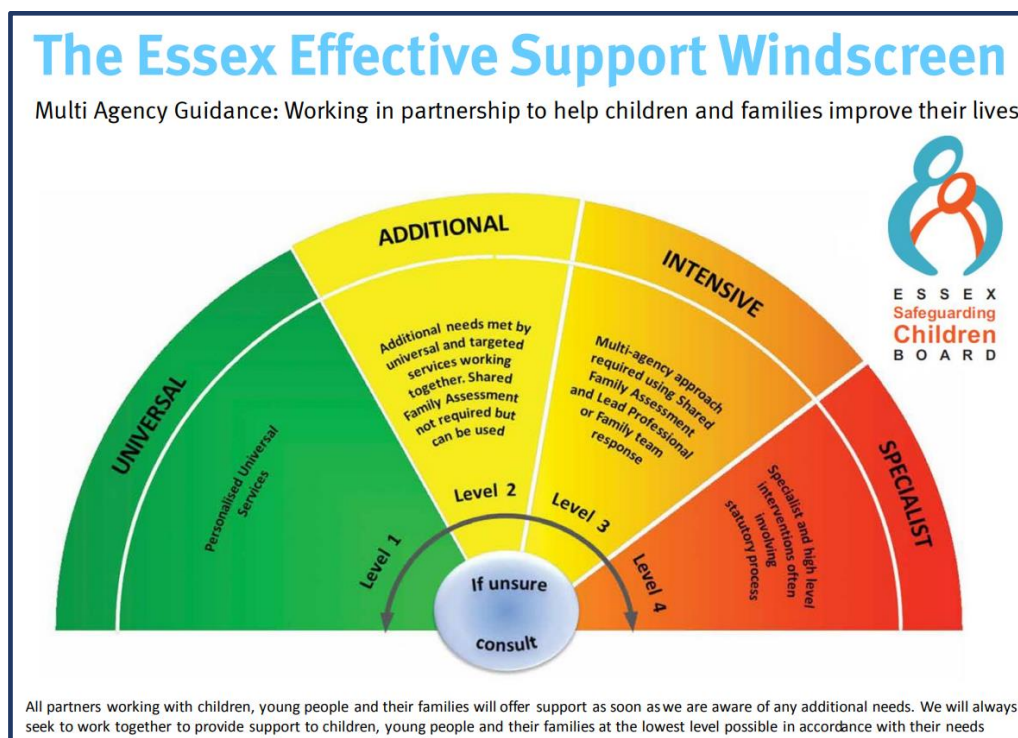 The Essex Effective Support Windscreen
Multi Agency Guidance: Working in partnership to help children and families improve their lives
ESSEX
Safeguarding
Children
BOARD
UNIVERSAL
Personalised Universal
Services
Level 1
ADDITIONAL
Additional needs met by
universal and targeted
services working
together. Shared
Family Assessment
not required but
can be used
Level 2
INTENSIVE
Multi-agency approach
required using Shared
Family Assessment
and Lead Professional
or Family team
response
Level 3
SPECIALIST
Specialist and high level
interventions often
involving
statutory process
Level 4
If unsure
consult
All partners working with children, young people and their families will offer support as soon as we are aware of any additional needs. We will always
seek to work together to provide support to children, young people and their families at the lowest level possible in accordance with their needs